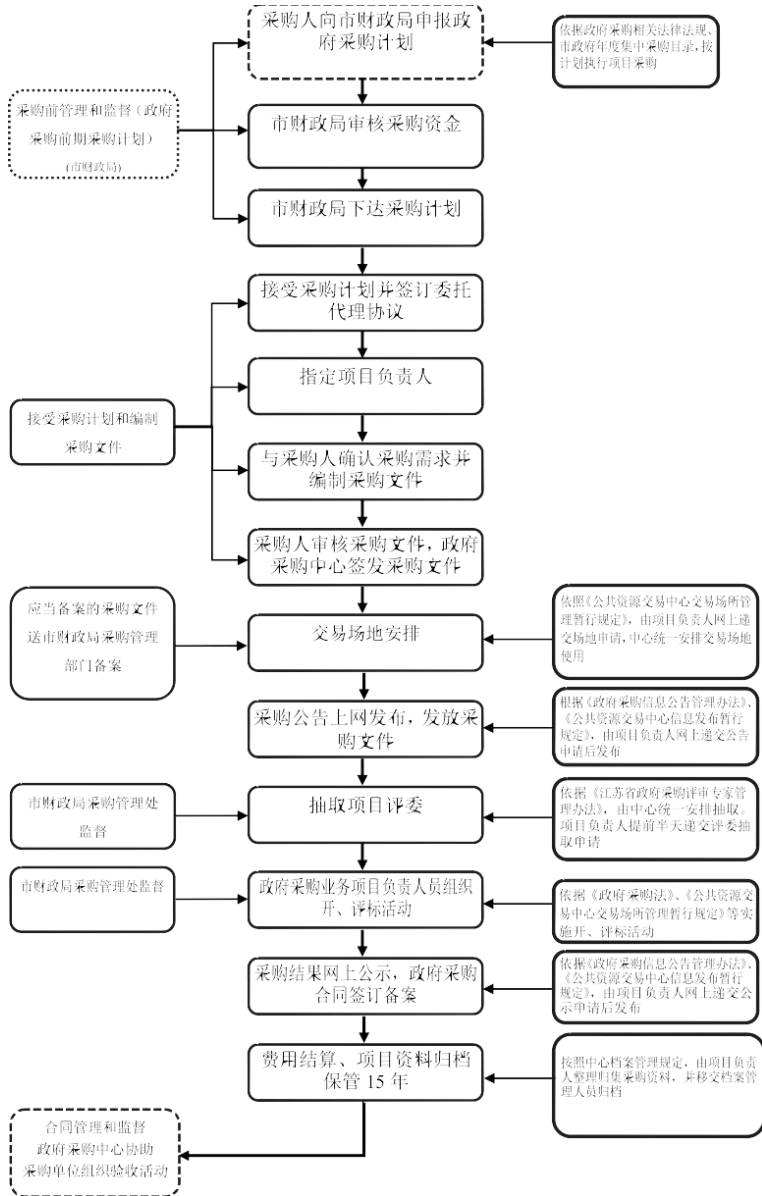 采购人向市财政局申报政
府采购计划
依据政府采购相关法律法规、
市政府年度集中采购目录，按
计划执行项目采购
采购前管理和监督（政府
采购前期采购计划）
(市财政局)
市财政局审核采购资金
市财政局下达采购计划
接受采购计划并签订委托
代理协议
指定项目负责人
接受采购计划和编制
采购文件
与采购人确认采购需求并
编制采购文件
采购人审核采购文件，政府
采购中心签发采购文件
应当备案的采购文件
送市财政局采购管理
部门备案
交易场地安排
依照《公共资源交易中心交易场所管
理暂行规定》，由项目负责人网上递
交场地申请，中心统一安排交易场地
使用
采购公告上网发布，发放采
购文件
根据《政府采购信息公告管理办法》、
《公共资源交易中心信息发布暂行
规定》，由项目负责人网上递交公告
申请后发布
市财政局采购管理处
监督
抽取项目评委
依据《江苏省政府采购评审专家管
理办法》，由中心统一安排抽取。
项目负责人提前半天递交评委抽
取申请
市财政局采购管理处监督
政府采购业务项目负责人员组织
开、评标活动
依据《政府采购法》、《公共资源交
易中心交易场所管理暂行规定》等实
施开、评标活动
采购结果网上公示，政府采购
合同签订备案
依据《政府采购信息公告管理办法》、
《公共资源交易中心信息发布暂行
规定》，由项目负责人网上递交公
示申请后发布
费用结算、项目资料归档
保管 15 年
按照中心档案管理规定，由项目负责
人整理归集采购资料，并移交档案管
理人员归档
合同管理和监督
政府采购中心协助
采购单位组织验收活动